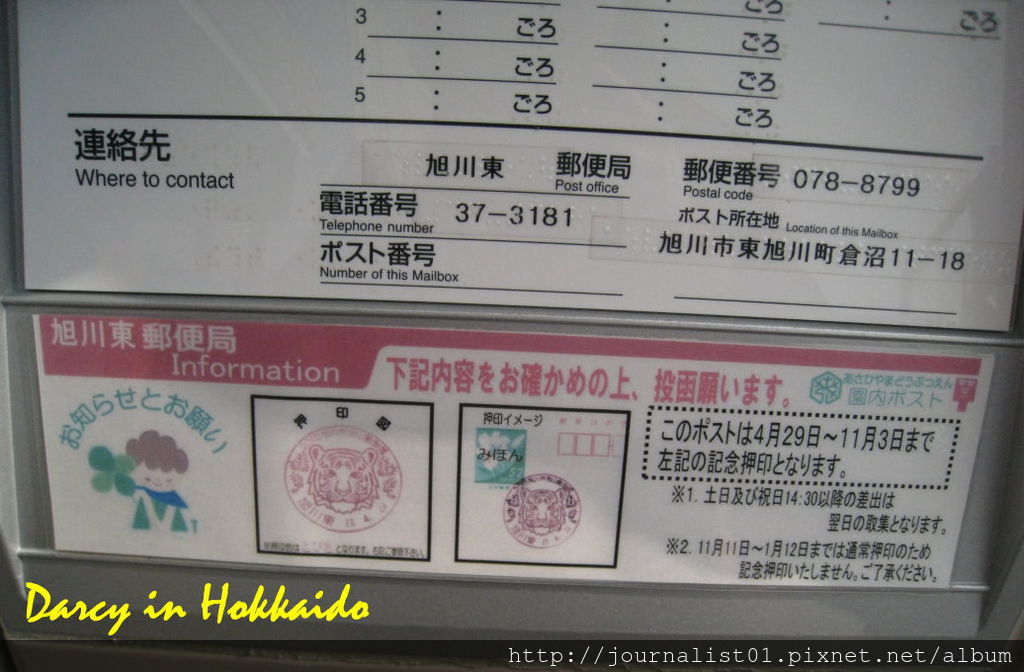 3 : ごろ : ごろ : ごろ
4 : ごろ : ごろ
5 : ごろ : ごろ
連絡先
Where to contact
旭川東 郵便局
Post office
郵便番号 078-8799
Postal code
電話番号 37-3181
Telephone number
ポスト所在地 Location of this Mailbox
旭川市東旭川町倉沼11-18
ポスト番号
Number of this Mailbox
旭川東郵便局
Information
下記内容をお確かめの上、投函願います。
あさひやまどうぶつえん
園内ポスト
お知らせとお願い
押印図
旭川東
押印イメージ
みほん
52
旭川東
このポストは4月29日~11月3日まで
左記の記念押印となります。
※1. 土日及び祝日14:30以降の差出は
翌日の取集となります。
※2. 11月11日~1月12日までは通常押印のため
記念押印いたしません。ご了承ください。
Darcy in Hokkaido
http://journalist01.pixnet.net/album